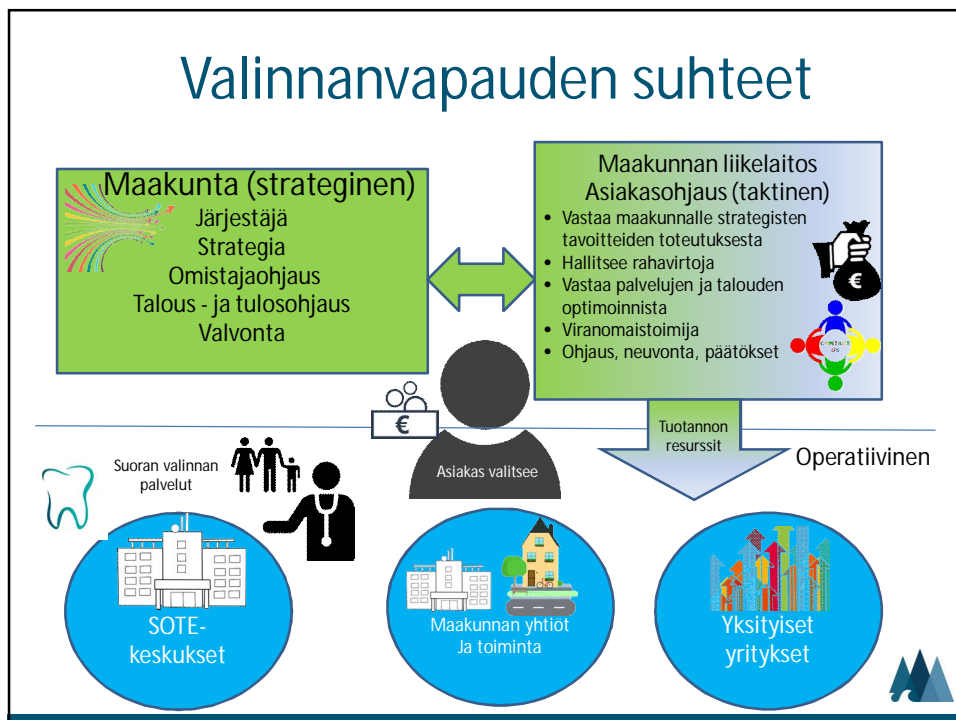 Valinnanvapauden suhteet
Maakunta (strateginen)
Järjestäjä
Strategia
Omistajaohjaus
Talous - ja tulosohjaus
Valvonta
Maakunnan liikelaitos
Asiakasohjaus (taktinen)
• Vastaa maakunnalle strategisten
tavoitteiden toteutuksesta
• Hallitsee rahavirtoja
• Vastaa palvelujen ja talouden
optimoinnista
• Viranomaistoimija
• Ohjaus, neuvonta, päätökset
€
CONTACT
US
€
Tuotannon
resurssit
Operatiivinen
Suoran valinnan
palvelut
Asiakas valitsee
SOTE-
keskukset
Maakunnan yhtiöt
Ja toiminta
Yksityiset
yritykset